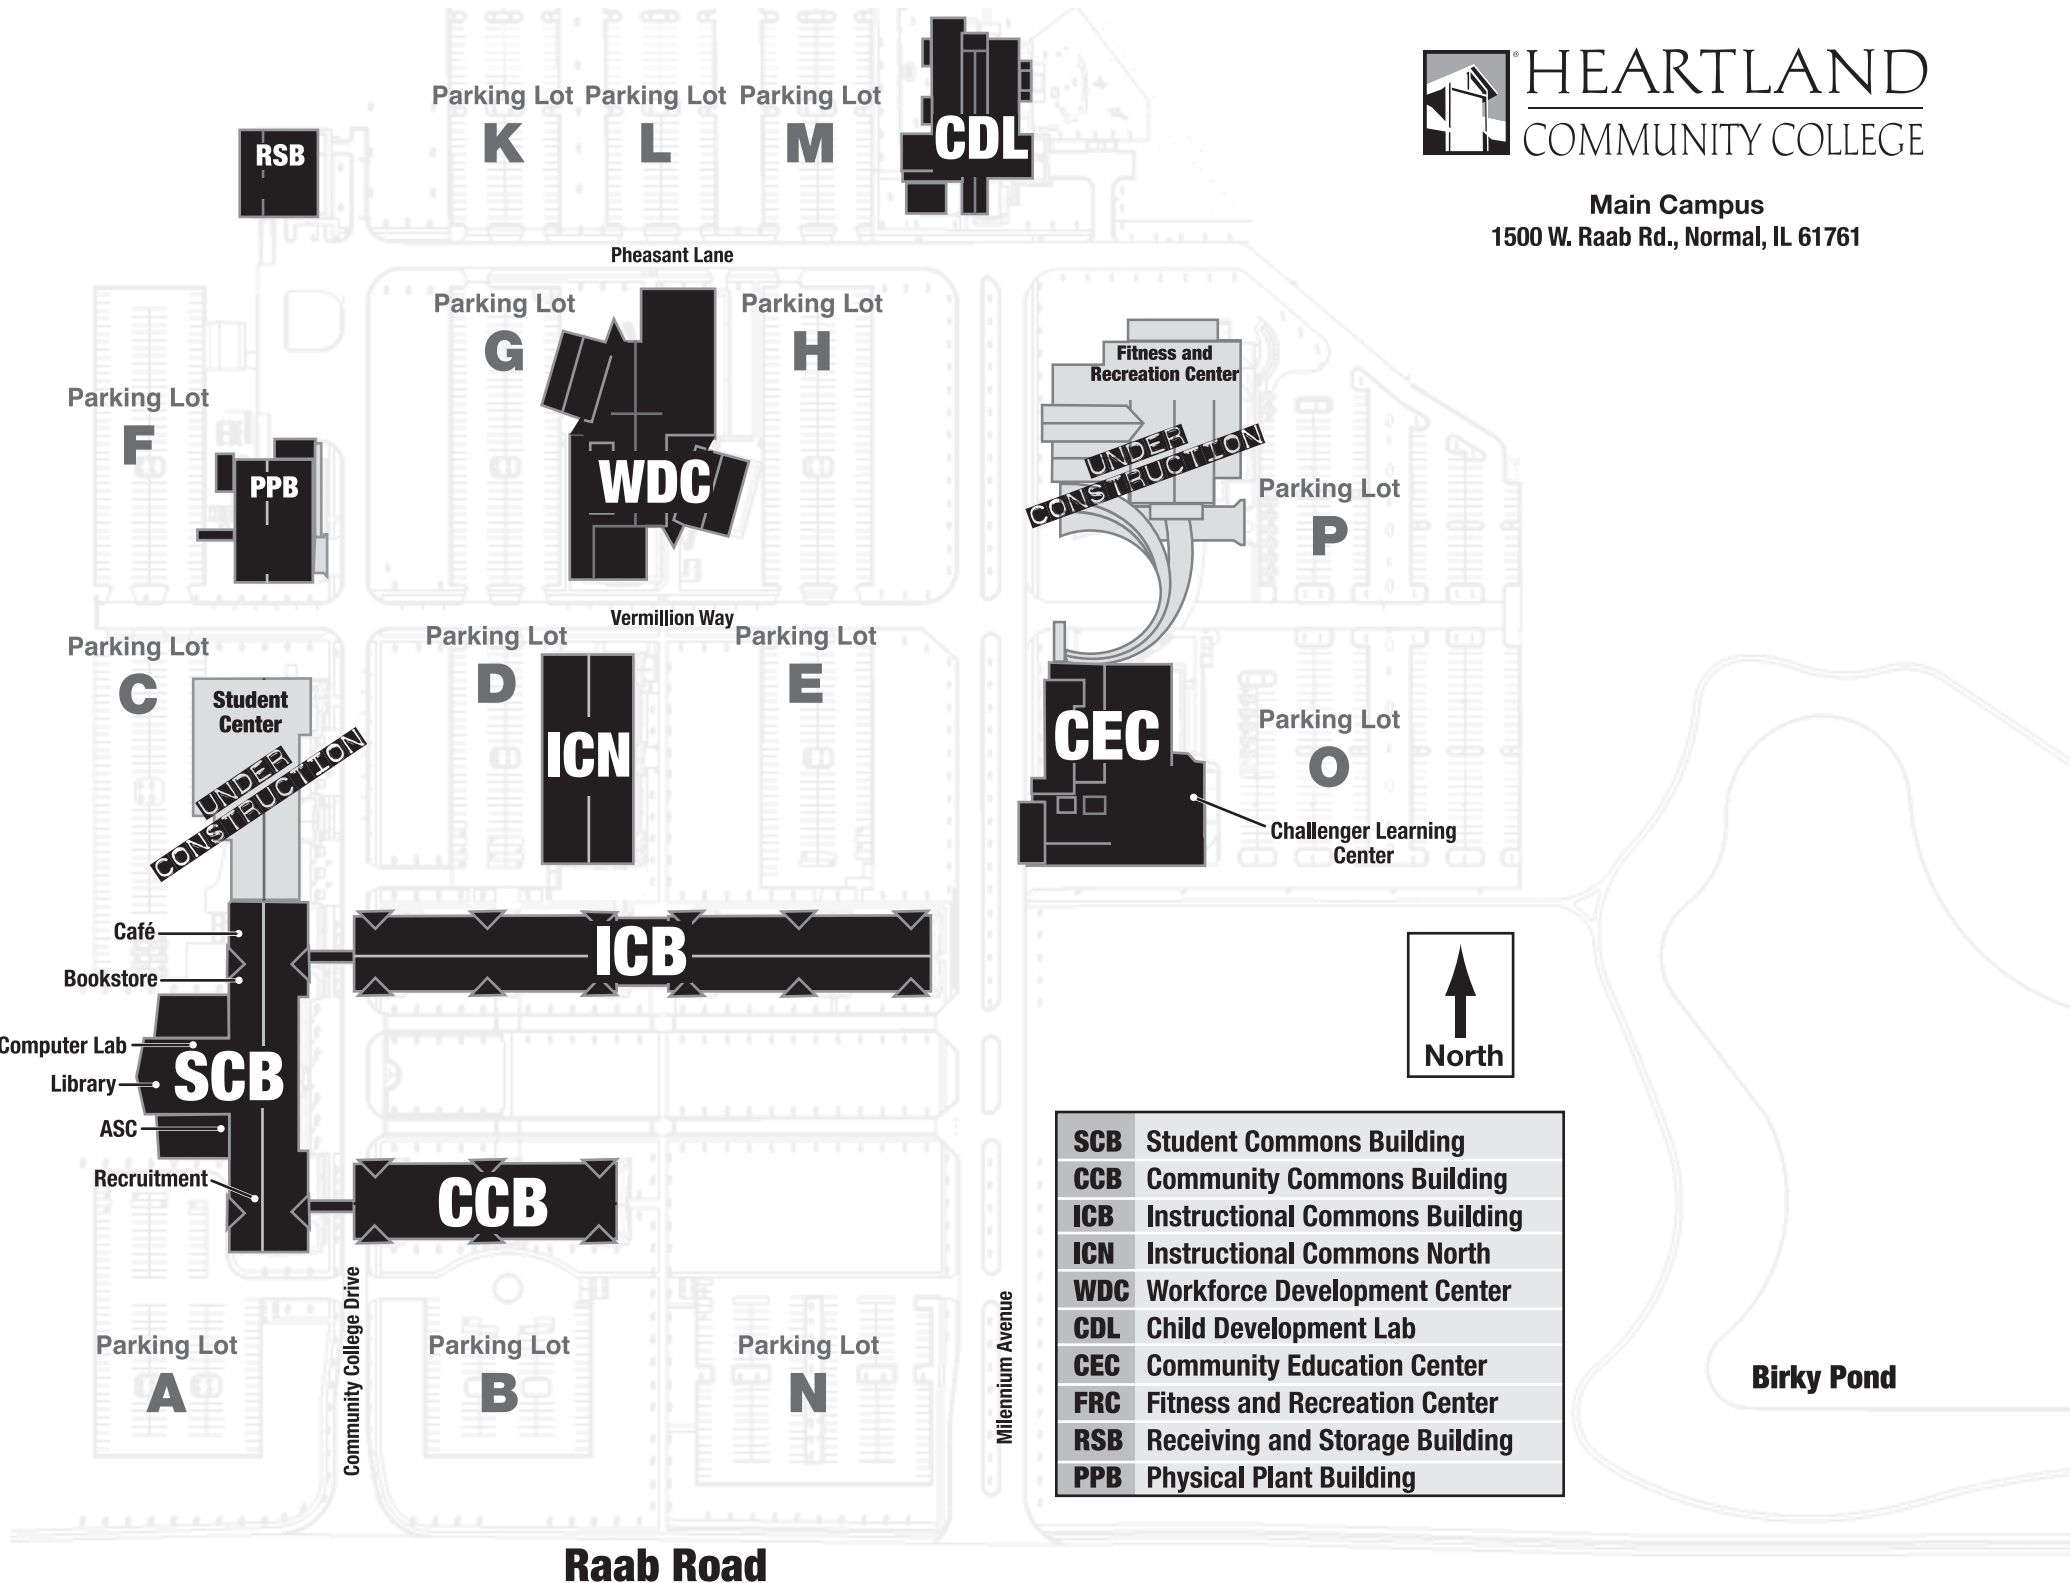 HEARTLAND
COMMUNITY COLLEGE
®
Main Campus
1500 W. Raab Rd., Normal, IL 61761
Parking Lot
K
Parking Lot
L
Parking Lot
M
CDL
RSB
Pheasant Lane
Parking Lot
G
Parking Lot
H
Fitness and
Recreation Center
UNDER
CONSTRUCTION
Parking Lot
F
PPB
WDC
Parking Lot
P
Vermillion Way
Parking Lot
C
Parking Lot
D
Parking Lot
E
Student
Center
UNDER
CONSTRUCTION
ICN
CEC
Parking Lot
O
Challenger Learning
Center
Café
Bookstore
Computer Lab
Library
ASC
Recruitment
SCB
ICB
CCB
North
SCB Student Commons Building
CCB Community Commons Building
ICB Instructional Commons Building
ICN Instructional Commons North
WDC Workforce Development Center
CDL Child Development Lab
CEC Community Education Center
FRC Fitness and Recreation Center
RSB Receiving and Storage Building
PPB Physical Plant Building
Parking Lot
A
Community College Drive
Parking Lot
B
Parking Lot
N
Milennium Avenue
Birky Pond
Raab Road